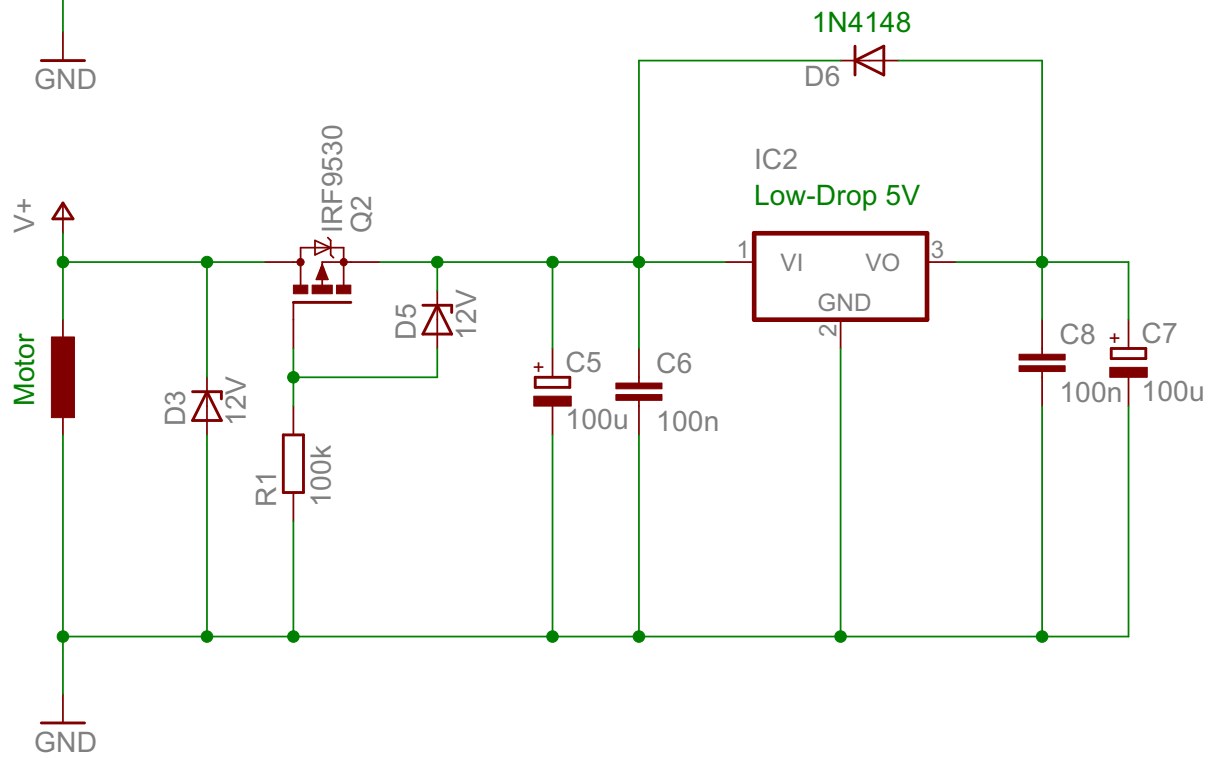 GND
1N4148
D6
IRF9530
Q2
IC2
Low-Drop 5V
V+
1
VI
VO
3
GND
2
Motor
D3
12V
D5
12V
R1
100k
+
C5
100u
C6
100n
C8
100n
+
C7
100u
GND